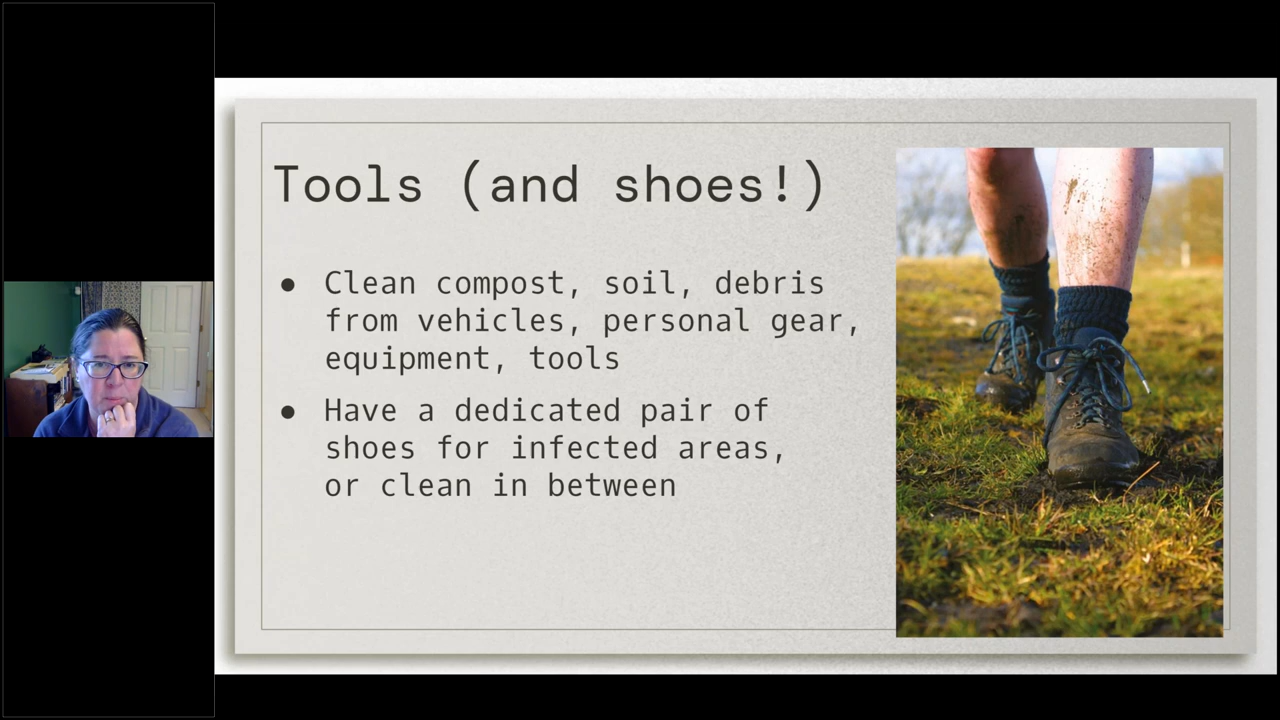 Tools (and shoes!)
● Clean compost, soil, debris
from vehicles, personal gear,
equipment, tools
● Have a dedicated pair of
shoes for infected areas,
or clean in between